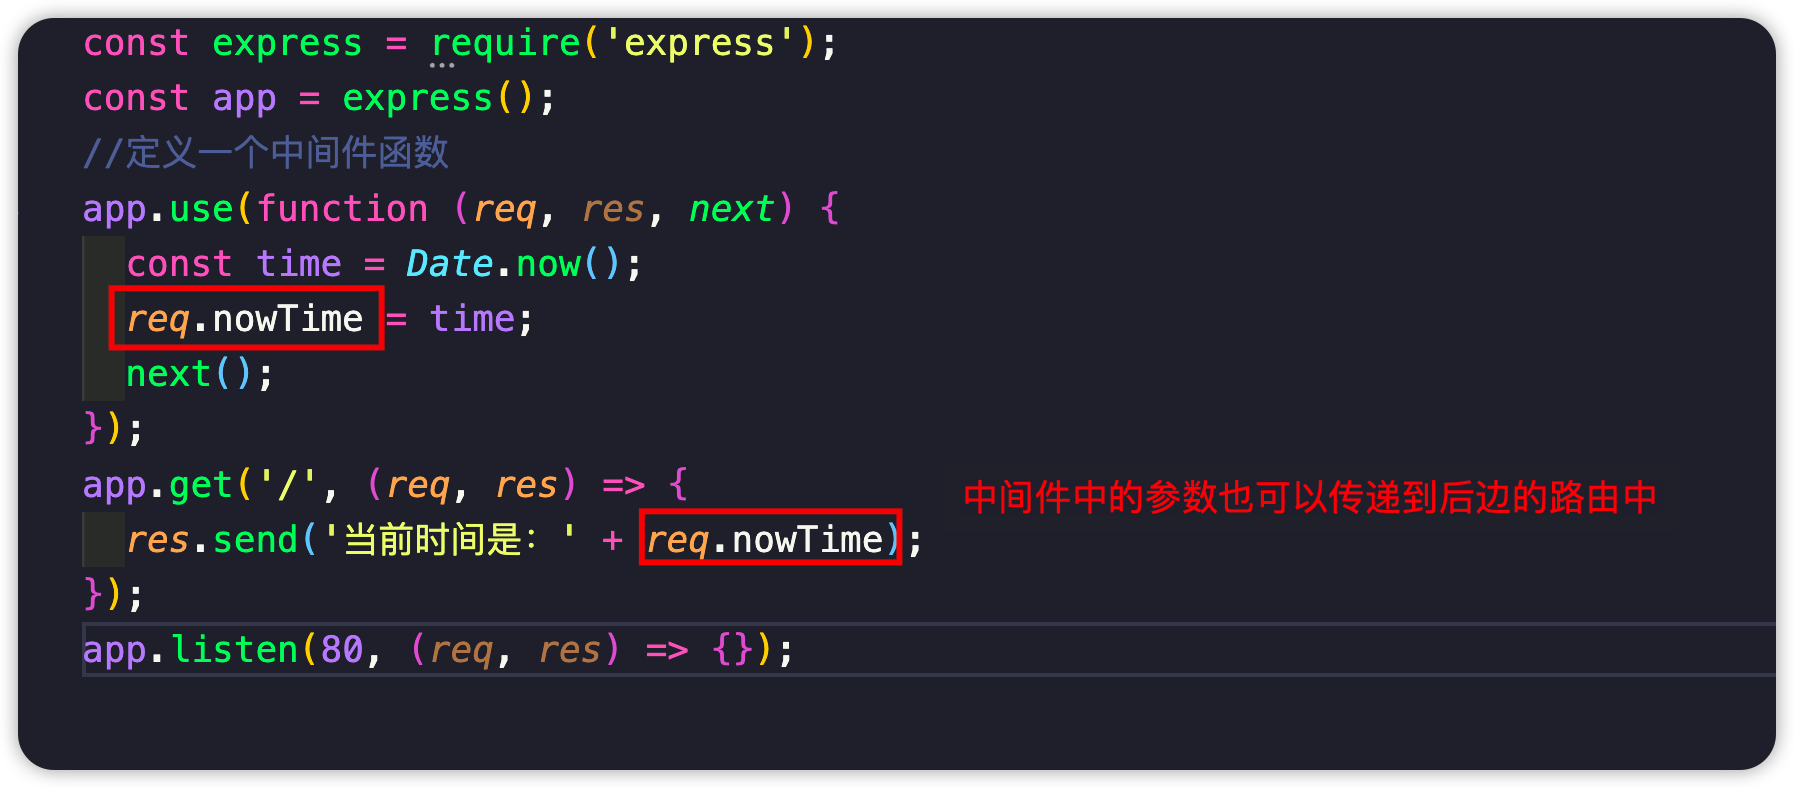 const express = require('express');
const app = express();
//定义一个中间件函数
app.use(function (req, res, next) {
  const time = Date.now();
  req.nowTime = time;
  next();
});
app.get('/', (req, res) => {
中间件中的参数也可以传递到后边的路由中
  res.send('当前时间是：' + req.nowTime);
});
app.listen(80, (req, res) => {});